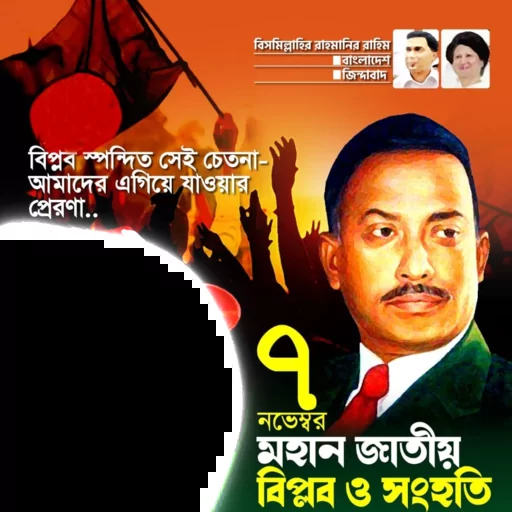 বিসমিল্লাহির রাহমানির রাহিম
বাংলাদেশ
জিন্দাবাদ
বিপ্লব স্পন্দিত সেই চেতনা-
আমাদের এগিয়ে যাওয়ার
প্রেরণা..
৭
নভেম্বর
মহান জাতীয়
বিপ্লব ও সংহতি